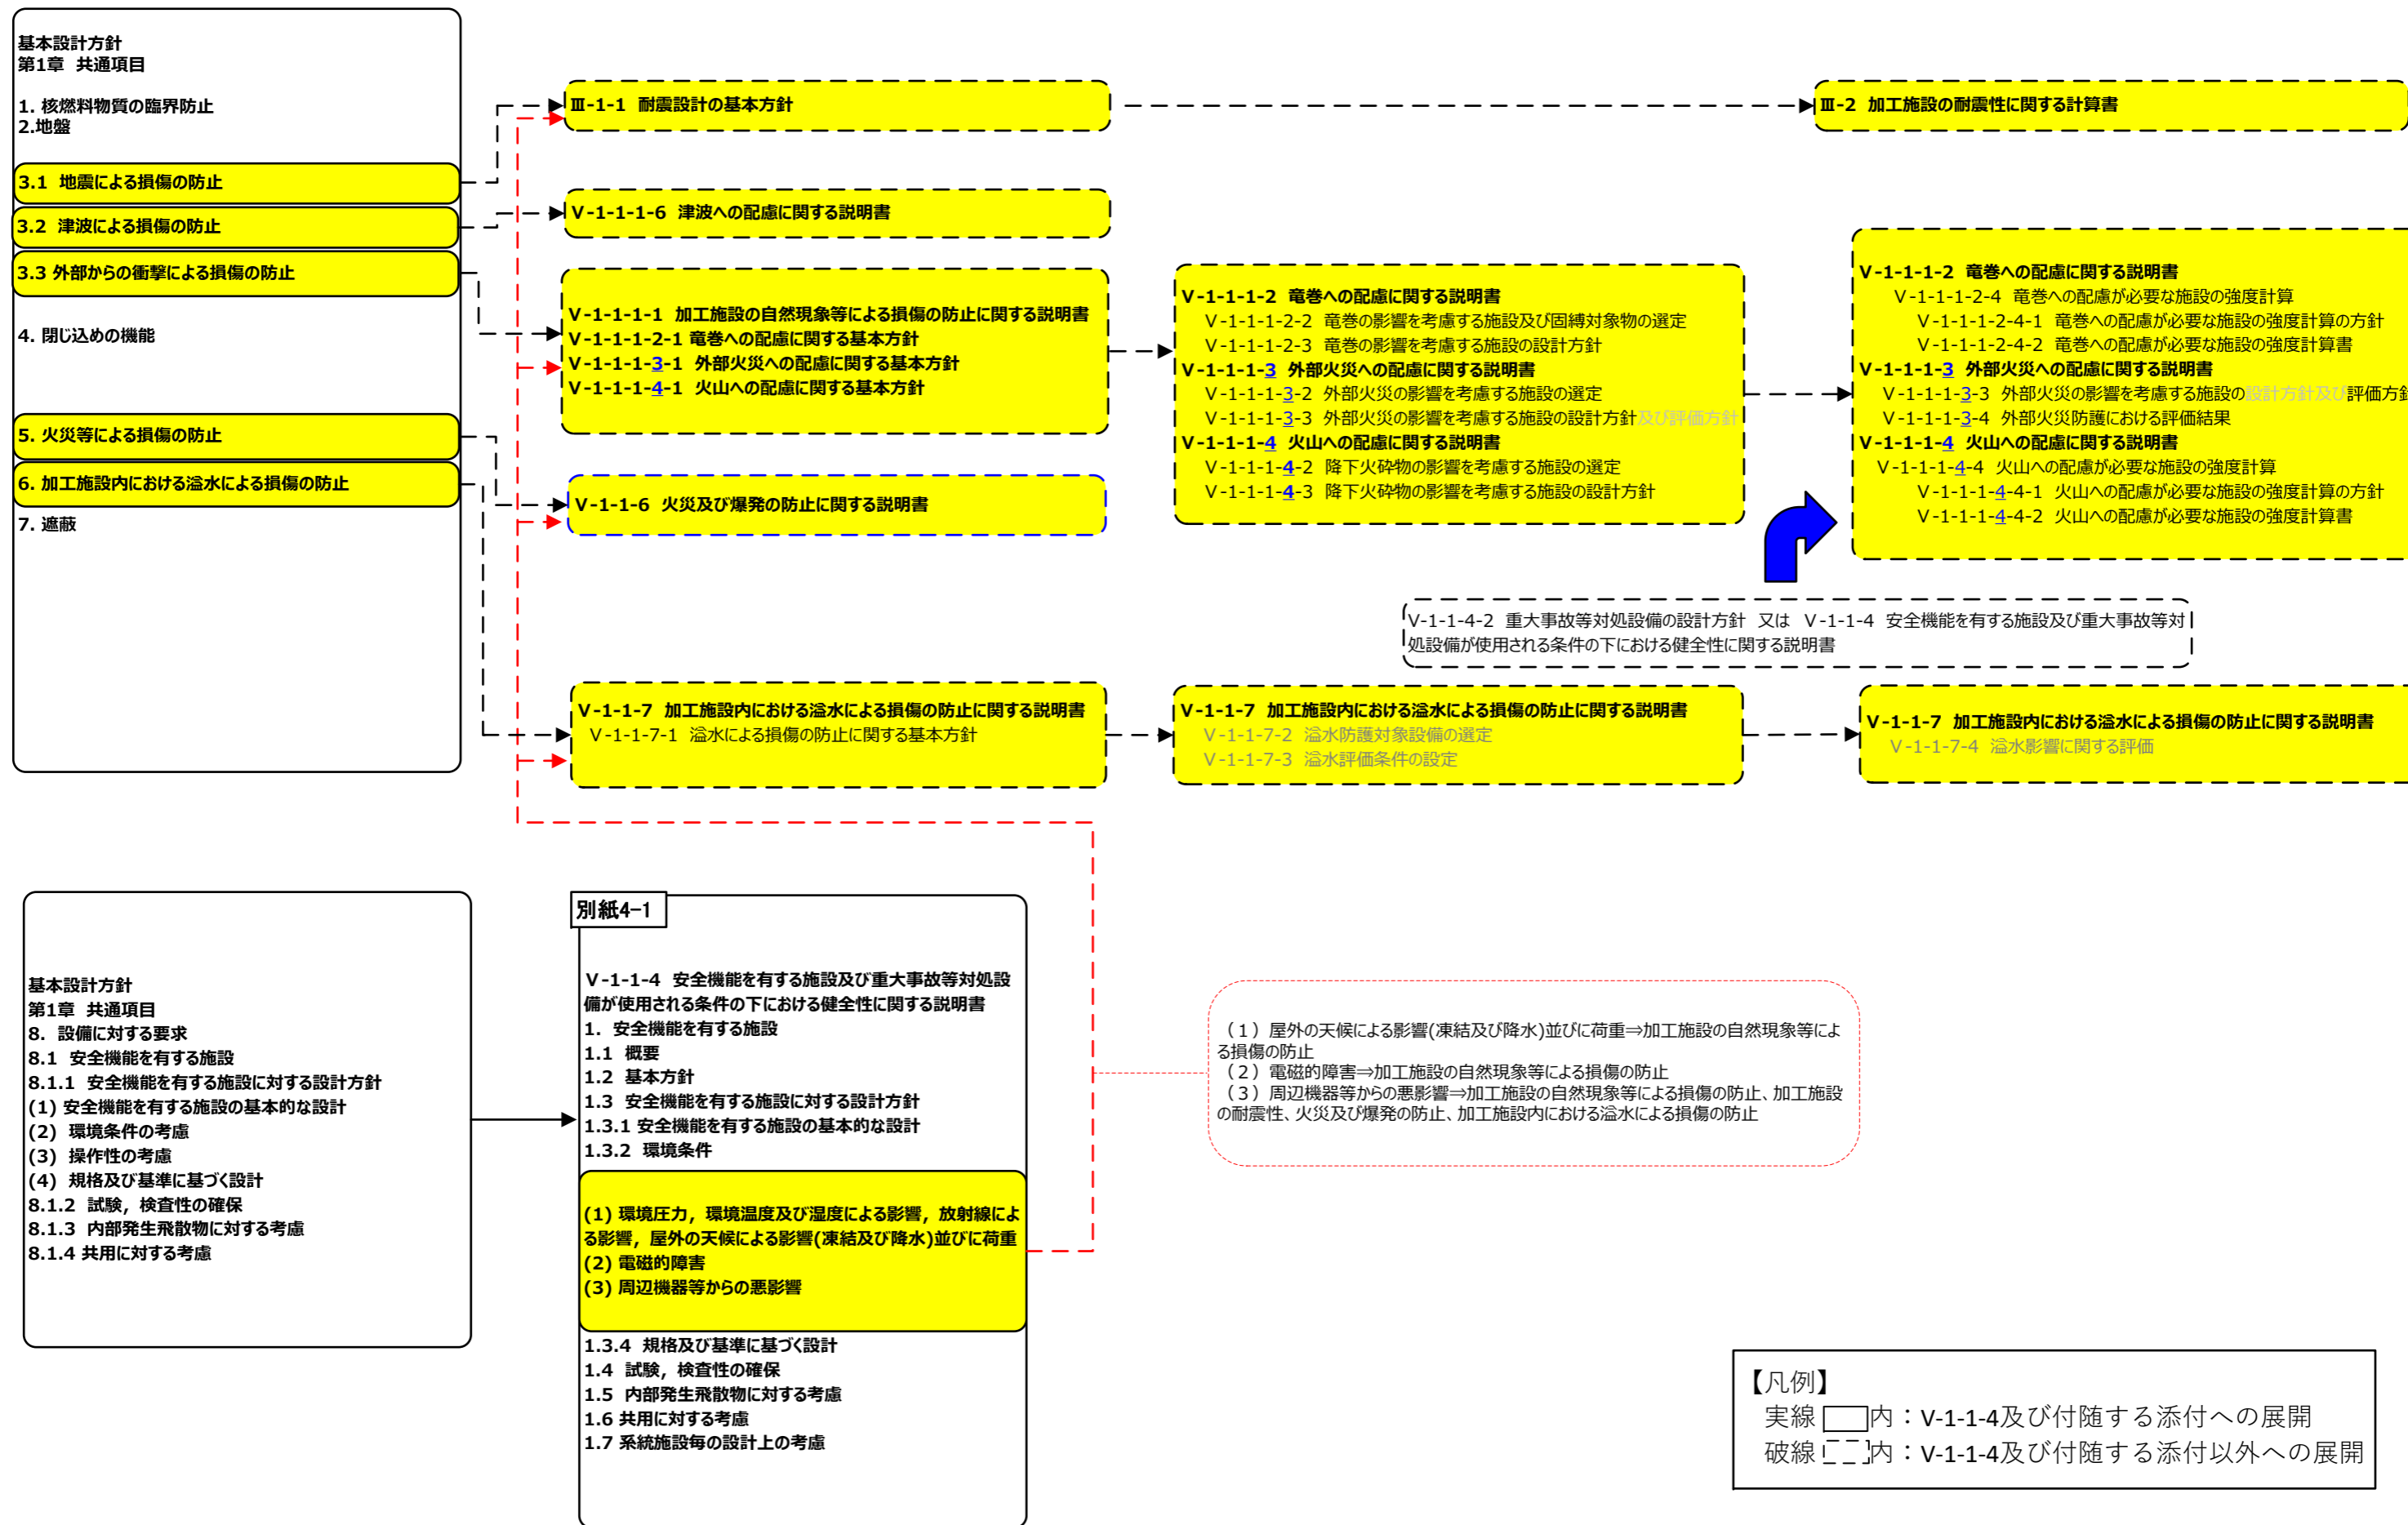 基本設計方針
第1章 共通項目
1. 核燃料物質の臨界防止
2.地盤
3.1 地震による損傷の防止
3.2 津波による損傷の防止
3.3 外部からの衝撃による損傷の防止
4. 閉じ込めの機能
5. 火災等による損傷の防止
6. 加工施設内における溢水による損傷の防止
7. 遮蔽
Ⅲ-1-1 耐震設計の基本方針
Ⅲ-2 加工施設の耐震性に関する計算書
Ⅴ-1-1-1-6 津波への配慮に関する説明書
Ⅴ-1-1-1-1 加工施設の自然現象等による損傷の防止に関する説明書
Ⅴ-1-1-1-2-1 竜巻への配慮に関する基本方針
Ⅴ-1-1-1-3-1 外部火災への配慮に関する基本方針
Ⅴ-1-1-1-4-1 火山への配慮に関する基本方針
Ⅴ-1-1-1-2 竜巻への配慮に関する説明書
Ⅴ-1-1-1-2-2 竜巻の影響を考慮する施設及び固縛対象物の選定
Ⅴ-1-1-1-2-3 竜巻の影響を考慮する施設の設計方針
Ⅴ-1-1-1-3 外部火災への配慮に関する説明書
Ⅴ-1-1-1-3-2 外部火災の影響を考慮する施設の選定
Ⅴ-1-1-1-3-3 外部火災の影響を考慮する施設の設計方針及び評価方針
Ⅴ-1-1-1-4 火山への配慮に関する説明書
Ⅴ-1-1-1-4-2 降下火砕物の影響を考慮する施設の選定
Ⅴ-1-1-1-4-3 降下火砕物の影響を考慮する施設の設計方針
Ⅴ-1-1-1-2 竜巻への配慮に関する説明書
Ⅴ-1-1-1-2-4 竜巻への配慮が必要な施設の強度計算
Ⅴ-1-1-1-2-4-1 竜巻への配慮が必要な施設の強度計算の方針
Ⅴ-1-1-1-2-4-2 竜巻への配慮が必要な施設の強度計算書
Ⅴ-1-1-1-3 外部火災への配慮に関する説明書
Ⅴ-1-1-1-3-3 外部火災の影響を考慮する施設の設計方針及び評価方針
Ⅴ-1-1-1-3-4 外部火災防護における評価結果
Ⅴ-1-1-1-4 火山への配慮に関する説明書
Ⅴ-1-1-1-4-4 火山への配慮が必要な施設の強度計算
Ⅴ-1-1-1-4-4-1 火山への配慮が必要な施設の強度計算の方針
Ⅴ-1-1-1-4-4-2 火山への配慮が必要な施設の強度計算書
Ⅴ-1-1-6 火災及び爆発の防止に関する説明書
Ⅴ-1-1-4-2 重大事故等対処設備の設計方針 又は Ⅴ-1-1-4 安全機能を有する施設及び重大事故等対
処設備が使用される条件の下における健全性に関する説明書
Ⅴ-1-1-7 加工施設内における溢水による損傷の防止に関する説明書
Ⅴ-1-1-7-1 溢水による損傷の防止に関する基本方針
Ⅴ-1-1-7 加工施設内における溢水による損傷の防止に関する説明書
Ⅴ-1-1-7-2 溢水防護対象設備の選定
Ⅴ-1-1-7-3 溢水評価条件の設定
Ⅴ-1-1-7 加工施設内における溢水による損傷の防止に関する説明書
Ⅴ-1-1-7-4 溢水影響に関する評価
基本設計方針
第1章 共通項目
8. 設備に対する要求
8.1 安全機能を有する施設
8.1.1 安全機能を有する施設に対する設計方針
(1) 安全機能を有する施設の基本的な設計
(2) 環境条件の考慮
(3) 操作性の考慮
(4) 規格及び基準に基づく設計
8.1.2 試験，検査性の確保
8.1.3 内部発生飛散物に対する考慮
8.1.4 共用に対する考慮
別紙4-1
Ⅴ-1-1-4 安全機能を有する施設及び重大事故等対処設
備が使用される条件の下における健全性に関する説明書
1. 安全機能を有する施設
1.1 概要
1.2 基本方針
1.3 安全機能を有する施設に対する設計方針
1.3.1 安全機能を有する施設の基本的な設計
1.3.2 環境条件
(1) 環境圧力，環境温度及び湿度による影響，放射線によ
る影響，屋外の天候による影響(凍結及び降水)並びに荷重
(2) 電磁的障害
(3) 周辺機器等からの悪影響
1.3.4 規格及び基準に基づく設計
1.4 試験，検査性の確保
1.5 内部発生飛散物に対する考慮
1.6 共用に対する考慮
1.7 系統施設毎の設計上の考慮
（1）屋外の天候による影響(凍結及び降水)並びに荷重⇒加工施設の自然現象等によ
る損傷の防止
（2）電磁的障害⇒加工施設の自然現象等による損傷の防止
（3）周辺機器等からの悪影響⇒加工施設の自然現象等による損傷の防止、加工施設
の耐震性、火災及び爆発の防止、加工施設内における溢水による損傷の防止
【凡例】
実線 内：V-1-1-4及び付随する添付への展開
破線 内：V-1-1-4及び付随する添付以外への展開